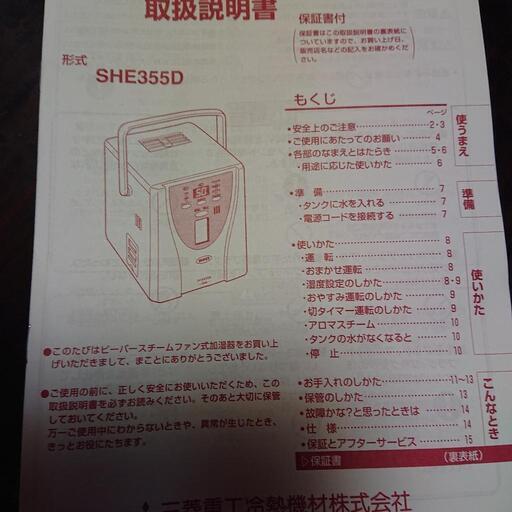 取扱説明書
保証書付
保証書はこの取扱説明書の裏表紙に
ついていますので、お買い上げ日、
販売店名などの記入をお確かめくだ
さい。
形式
SHE355D
もくじ
ページ
●安全上のご注意 2・3
●ご使用にあたってのお願い 4
●各部のなまえとはたらき 5・6
・用途に応じた使いかた 6
使うまえ
●準 備 7
・タンクに水を入れる 7
・電源コードを接続する 7
準備
●使いかた 8
・運 転 8
・おまかせ運転 8
・湿度設定のしかた 8・9
・おやすみ運転のしかた 9
・切タイマー運転のしかた 9
・アロマスチーム 10
・タンクの水がなくなると 10
・停 止 10
使いかた
●お手入れのしかた 11〜13
●保管のしかた 13
●故障かな?と思ったときは 14
●仕 様 14
●保証とアフターサービス 15
▷保証書 (裏表紙)
こんなとき
●このたびはビーバースチームファン式加湿器をお買い上
げいただきまして、まことにありがとうございました。
●ご使用の前に、正しく安全にお使いいただくため、この
取扱説明書を必ずお読みください。そのあと大切に保管
しておいてください。
万一ご使用中にわからないときや、異常が生じたとき、
きっとお役にたちます。
三菱重工冷熱機材株式会社